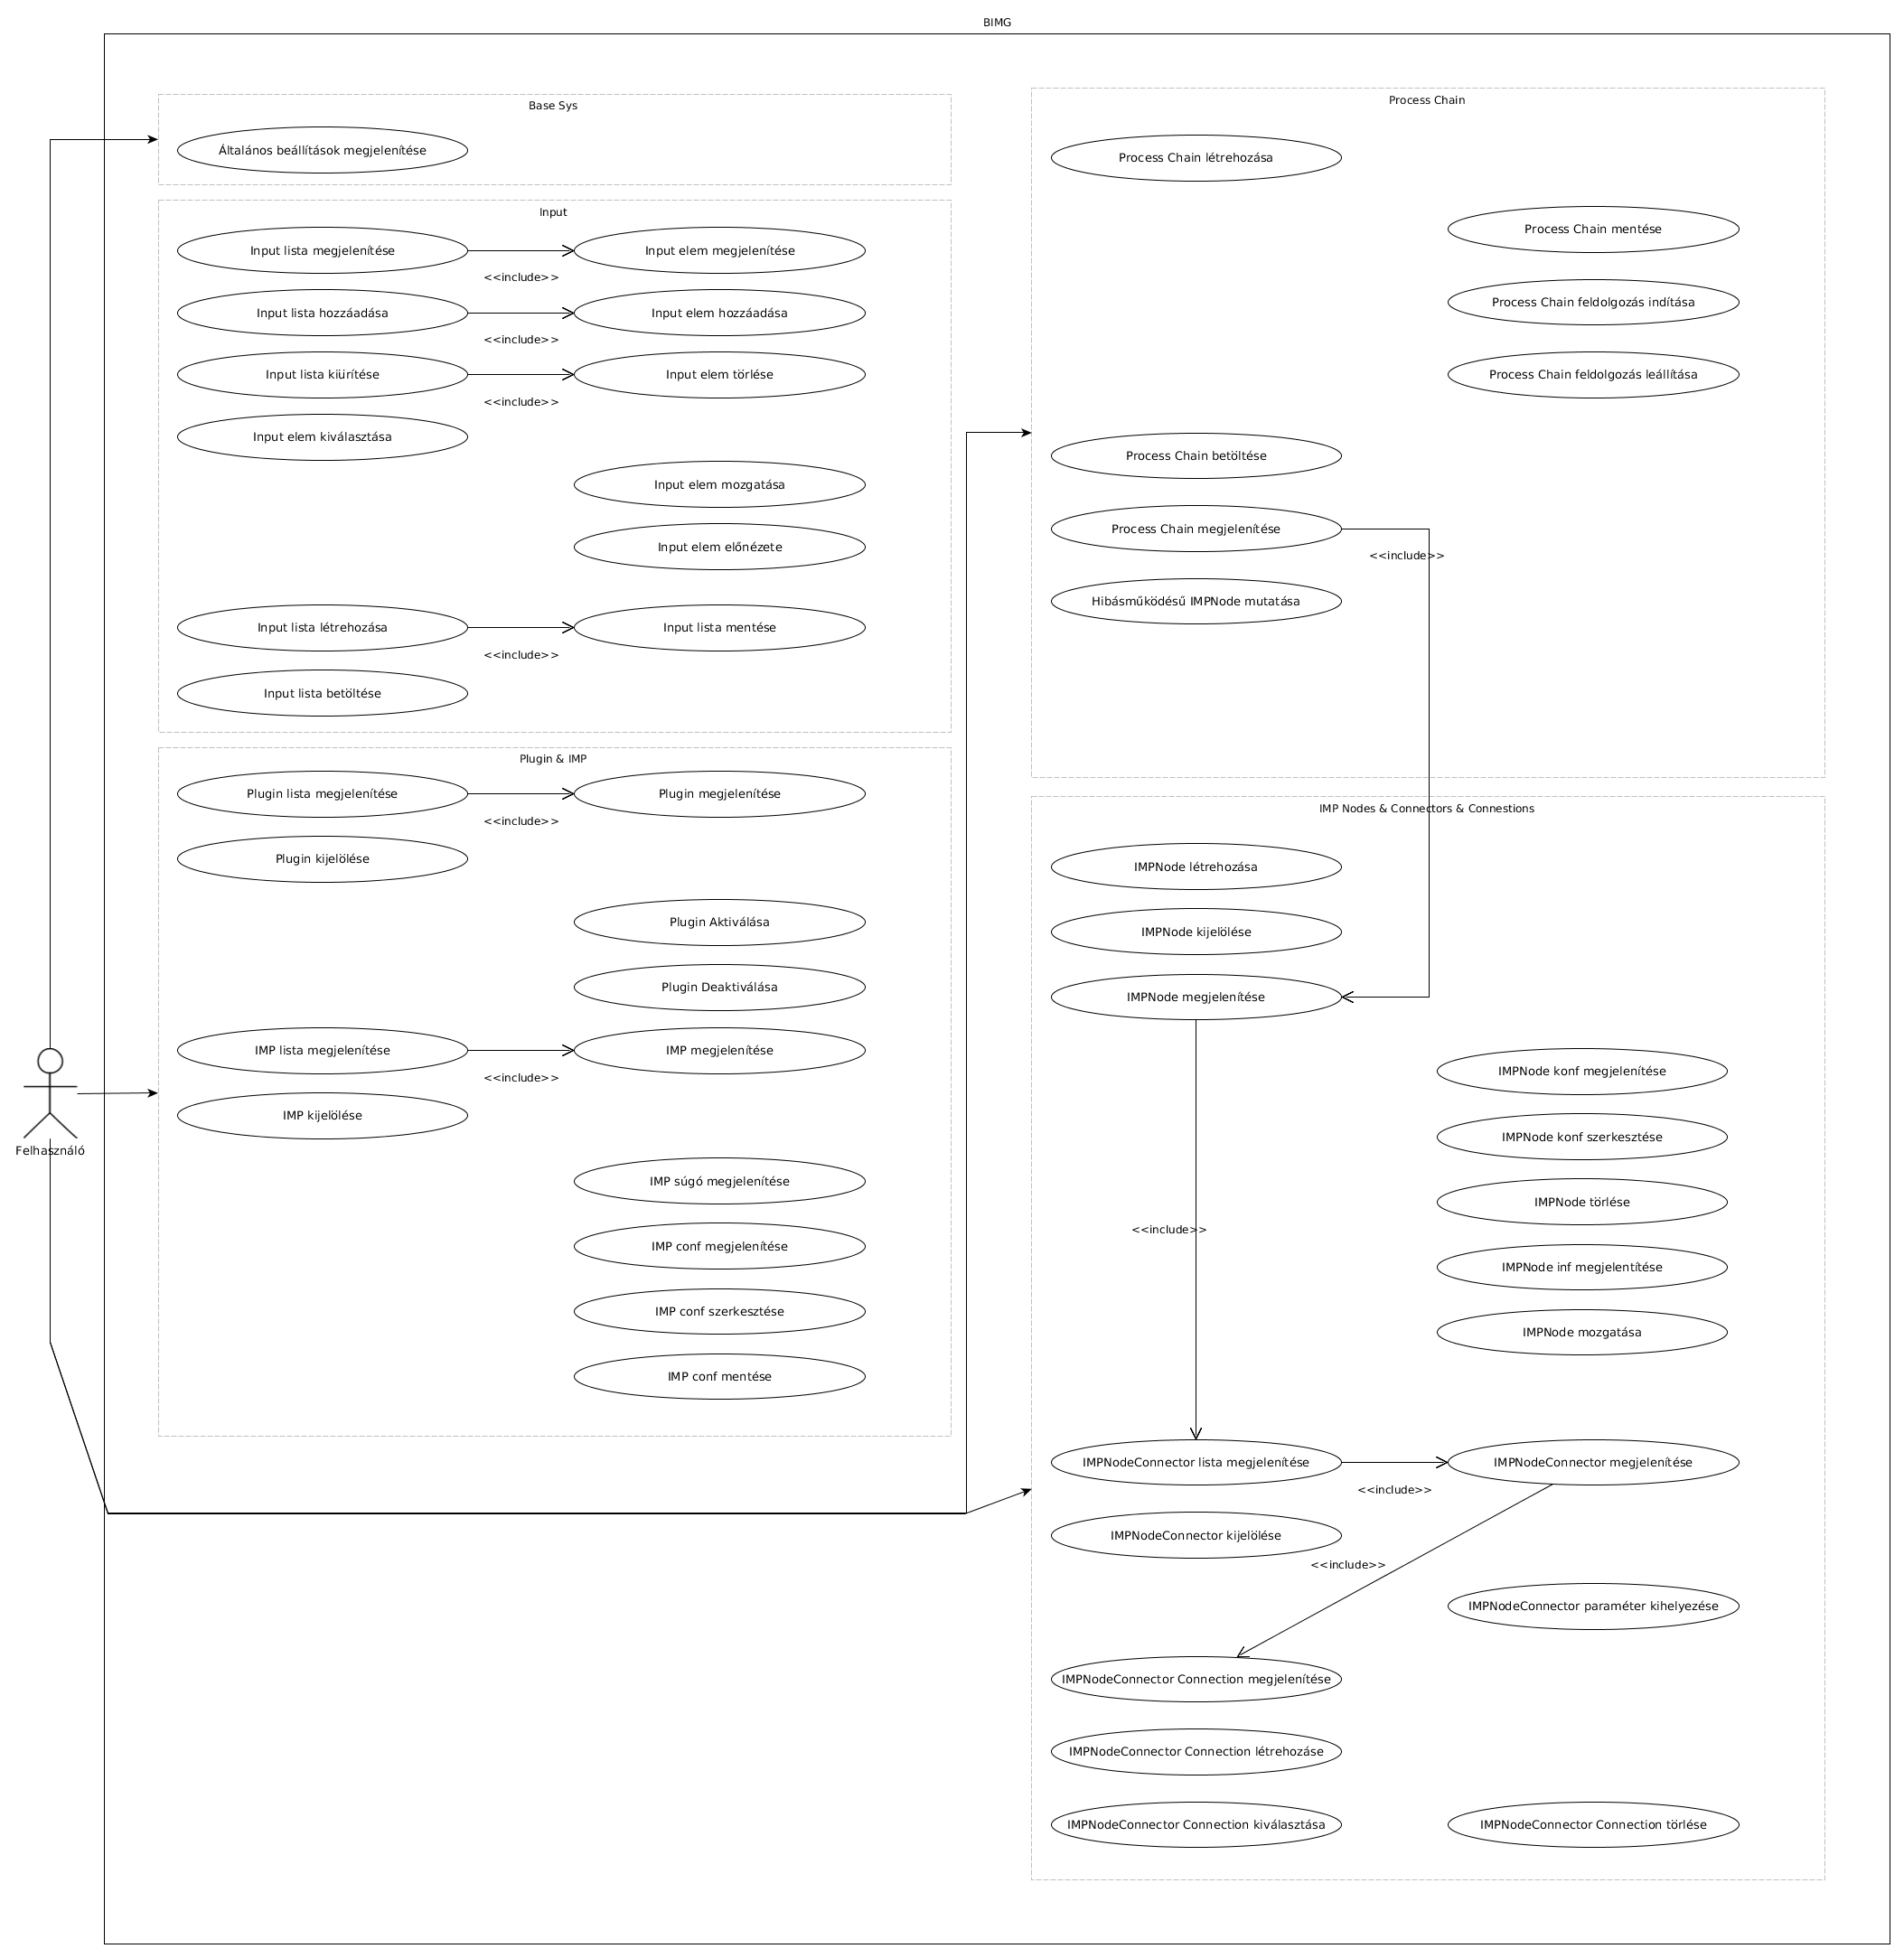 BIMG
Base Sys
Általános beállítások megjelenítése
Input
Input lista megjelenítése
Input elem megjelenítése
<<include>>
Input lista hozzáadása
Input elem hozzáadása
<<include>>
Input lista kiürítése
Input elem törlése
<<include>>
Input elem kiválasztása
Input elem mozgatása
Input elem előnézete
Input lista létrehozása
Input lista mentése
<<include>>
Input lista betöltése
Plugin & IMP
Plugin lista megjelenítése
Plugin megjelenítése
<<include>>
Plugin kijelölése
Plugin Aktiválása
Plugin Deaktiválása
IMP lista megjelenítése
IMP megjelenítése
<<include>>
IMP kijelölése
IMP súgó megjelenítése
IMP conf megjelenítése
IMP conf szerkesztése
IMP conf mentése
Felhasználó
Process Chain
Process Chain létrehozása
Process Chain mentése
Process Chain feldolgozás indítása
Process Chain feldolgozás leállítása
Process Chain betöltése
Process Chain megjelenítése
<<include>>
Hibásműködésű IMPNode mutatása
IMP Nodes & Connectors & Connestions
IMPNode létrehozása
IMPNode kijelölése
IMPNode megjelenítése
IMPNode konf megjelenítése
IMPNode konf szerkesztése
IMPNode törlése
<<include>>
IMPNode inf megjelentítése
IMPNode mozgatása
IMPNodeConnector lista megjelenítése
IMPNodeConnector megjelenítése
<<include>>
IMPNodeConnector kijelölése
<<include>>
IMPNodeConnector paraméter kihelyezése
IMPNodeConnector Connection megjelenítése
IMPNodeConnector Connection létrehozáse
IMPNodeConnector Connection kiválasztása
IMPNodeConnector Connection törlése